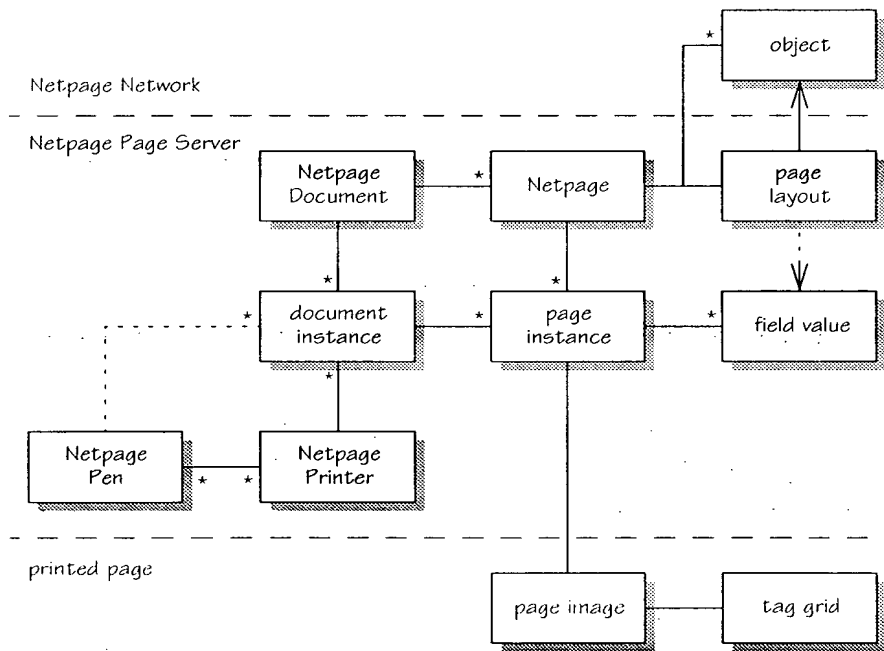 *
object
Netpage Network
Netpage Page Server
Netpage
Document
*
Netpage
page
layout
*
*
*
document
instance
*
page
instance
*
field value
*
Netpage
Pen
*
*
Netpage
Printer
printed page
page image
tag grid